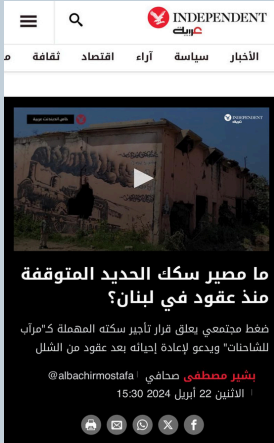 INDEPENDENT
عربية
الأخبار سياسة آراء اقتصاد ثقافة م
INDEPENDENT
عربية
ما مصير سكك الحديد المتوقفة
منذ عقود في لبنان؟
ضغط مجتمعي يعلق قرار تأجير سكته المهملة كـ"مرآب
للشاحنات" ويدعو لإعادة إحيائه بعد عقود من الشلل
بشير مصطفى صحافي @albachirmostafa
الاثنين 22 أبريل 2024 15:30